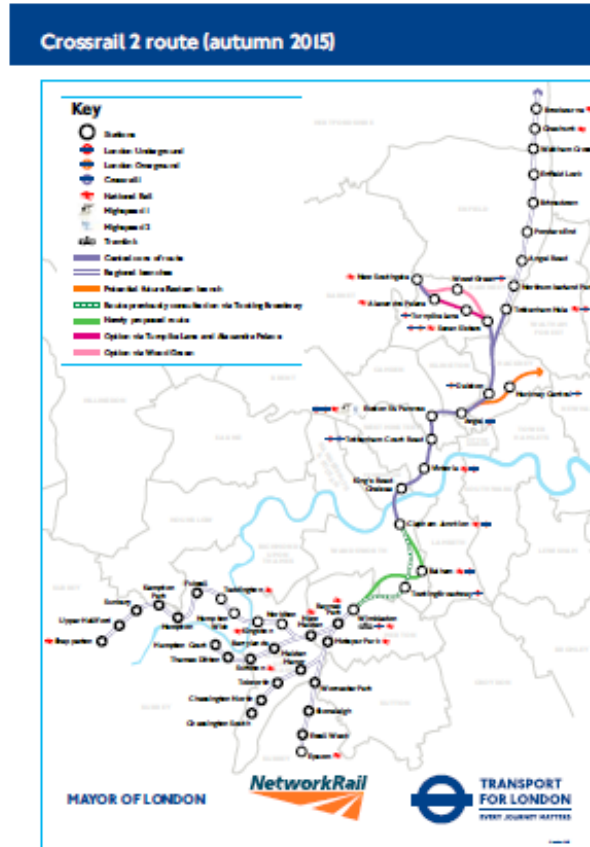 Crossrail 2 route (autumn 2015)
Key
Stations
London Underground
London Overground
Crossrail 1
National Rail
Highspeed 1
Highspeed 2
Tramlink
Central core of route
Regional branches
Potential future Eastern branch
Route previously consultation via Tooting Broadway
Newly proposed route
Option via Turnpike Lane and Alexandra Palace
Option via Wood Green
Broxbourne
Cheshunt
Waltham Cross
Enfield Lock
Brimsdown
Ponders End
Angel Road
Northumberland Park
Tottenham Hale
New Southgate
Wood Green
Alexandra Palace
Turnpike Lane
Seven Sisters
Dalston
Hackney Central
Euston St. Pancras
Angel
Tottenham Court Road
Victoria
King's Road
Chelsea
Clapham Junction
Balham
Tooting Broadway
Wimbledon
Raynes
Park
Motspur Park
New
Malden
Norbiton
Kingston
Hampton
Wick
Teddington
Fulwell
Hampton
Kempton
Park
Sunbury
Upper Halliford
Shepperton
Hampton Court
Thames Ditton
Surbiton
Berrylands
Malden
Manor
Tolworth
Chessington North
Chessington South
Worcester Park
Stoneleigh
Ewell West
Epsom
MAYOR OF LONDON
NetworkRail
TRANSPORT
FOR LONDON
EVERY JOURNEY MATTERS